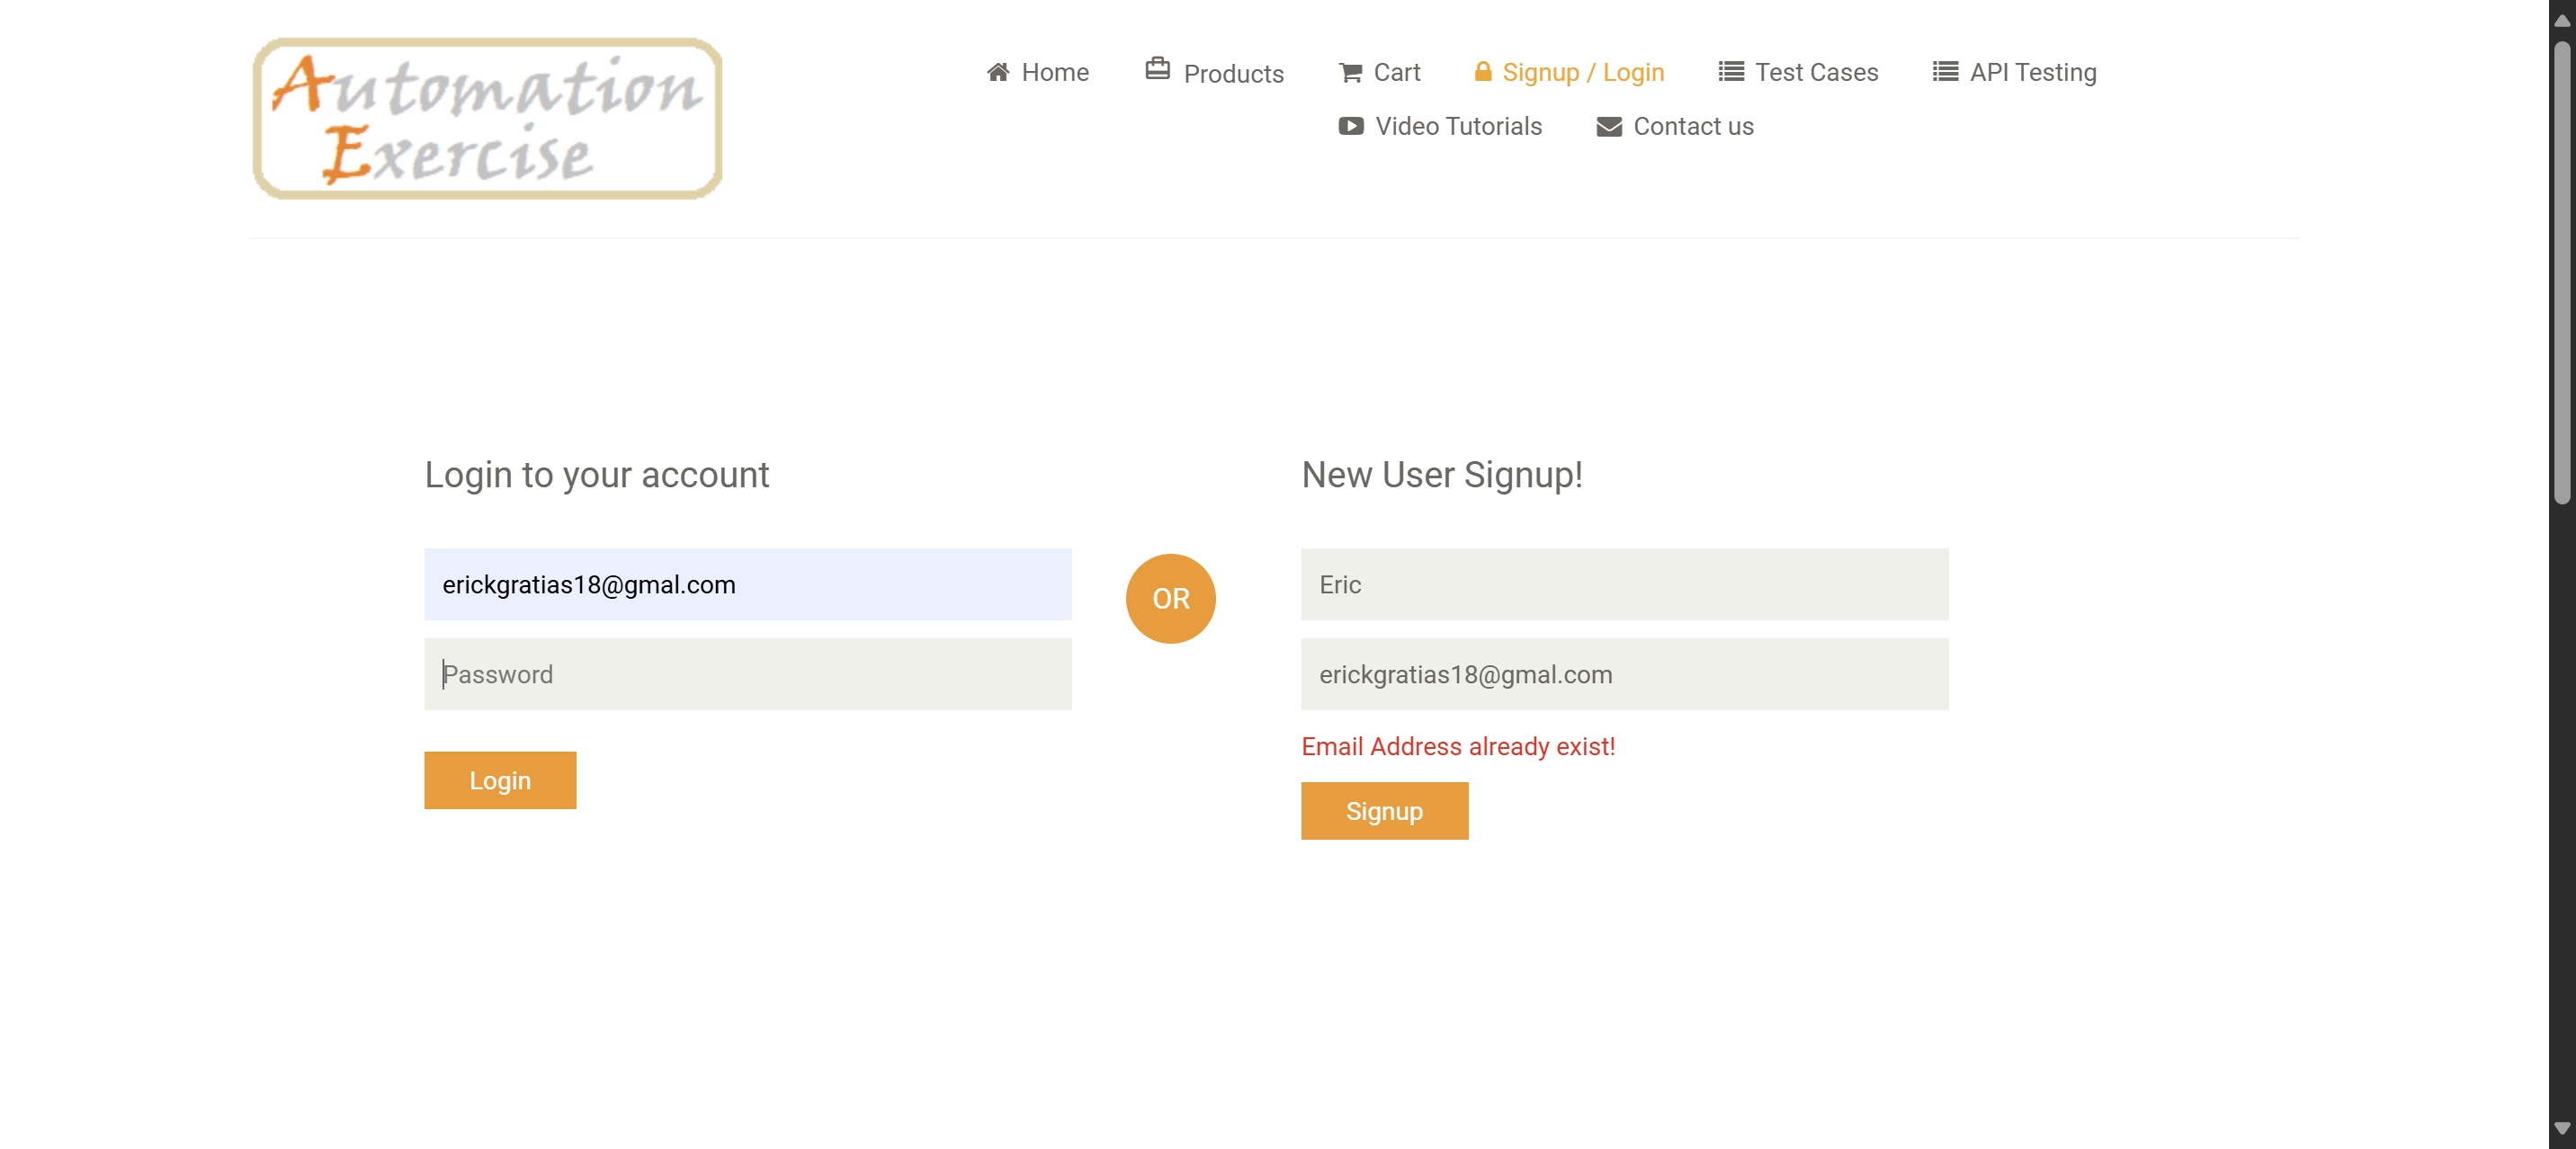 Automation
Exercise
Home
Products
Cart
Signup / Login
Test Cases
API Testing
Video Tutorials
Contact us
Login to your account
erickgratias18@gmal.com
Password
Login
OR
New User Signup!
Eric
erickgratias18@gmal.com
Email Address already exist!
Signup